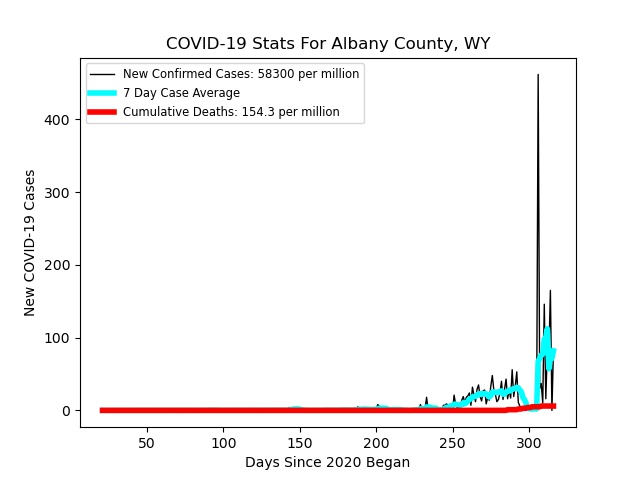 COVID-19 Stats For Albany County, WY
New Confirmed Cases: 58300 per million
7 Day Case Average
Cumulative Deaths: 154.3 per million
New COVID-19 Cases
400
300
200
100
0
50 100 150 200 250 300
Days Since 2020 Began